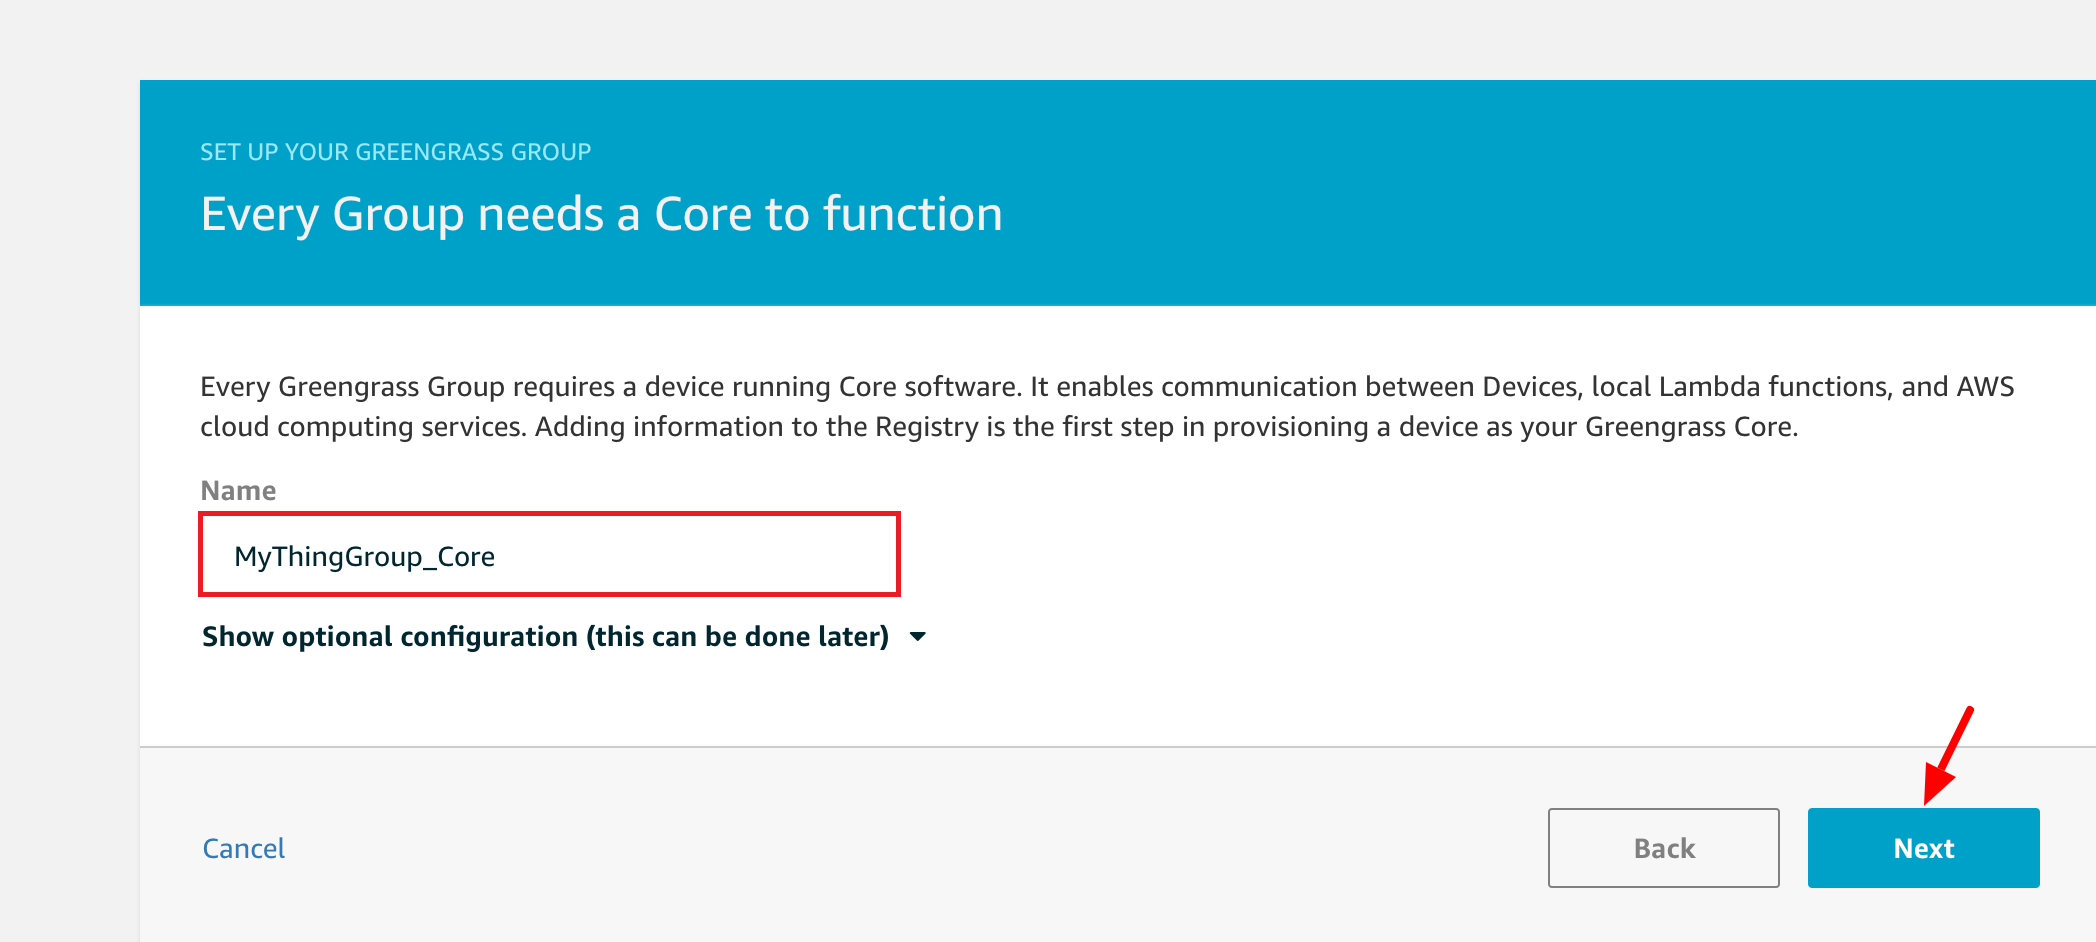 SET UP YOUR GREENGRASS GROUP
Every Group needs a Core to function
Every Greengrass Group requires a device running Core software. It enables communication between Devices, local Lambda functions, and AWS
cloud computing services. Adding information to the Registry is the first step in provisioning a device as your Greengrass Core.
Name
MyThingGroup_Core
Show optional configuration (this can be done later)
Cancel
Back
Next